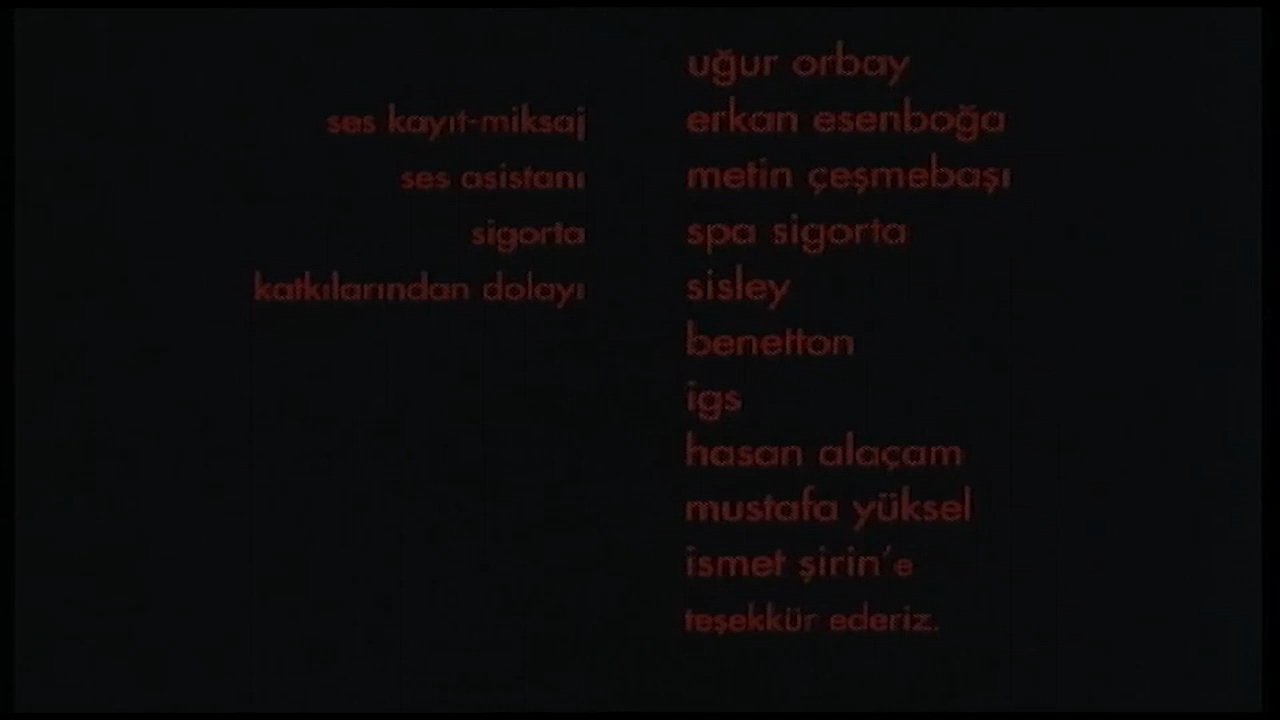 uğur orbay
ses kayıt-miksaj erkan esenboğa
ses asistanı metin çeşmebaşı
sigorta spa sigorta
katkılarından dolayı sisley
benetton
igs
hasan alaçam
mustafa yüksel
ismet şirin'e
teşekkür ederiz.